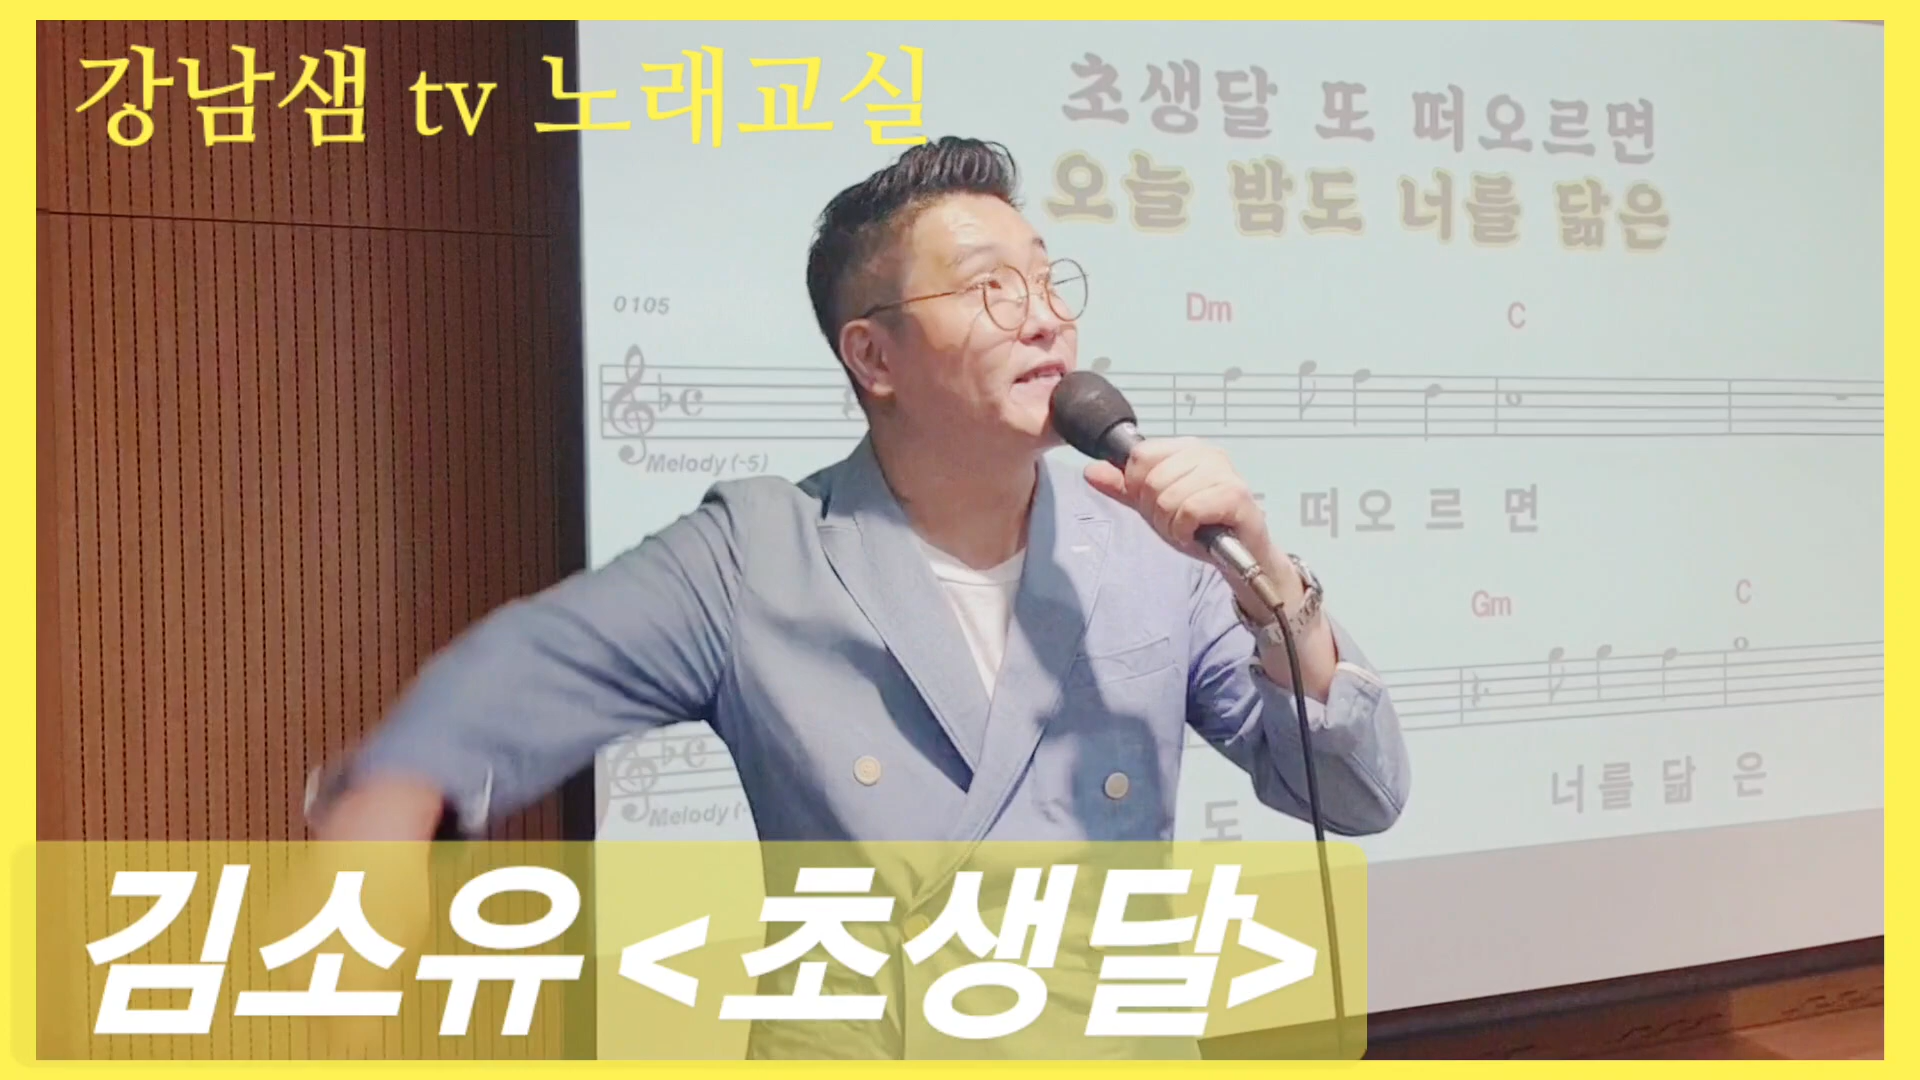 강남샘 tv 노래교실
초생달 또 떠오르면
오늘 밤도 너를 닮은
0105
Dm C
Melody (-5)
떠오르면
Gm C
Melody (-
도 너를 닮 은
김소유 <초생달>